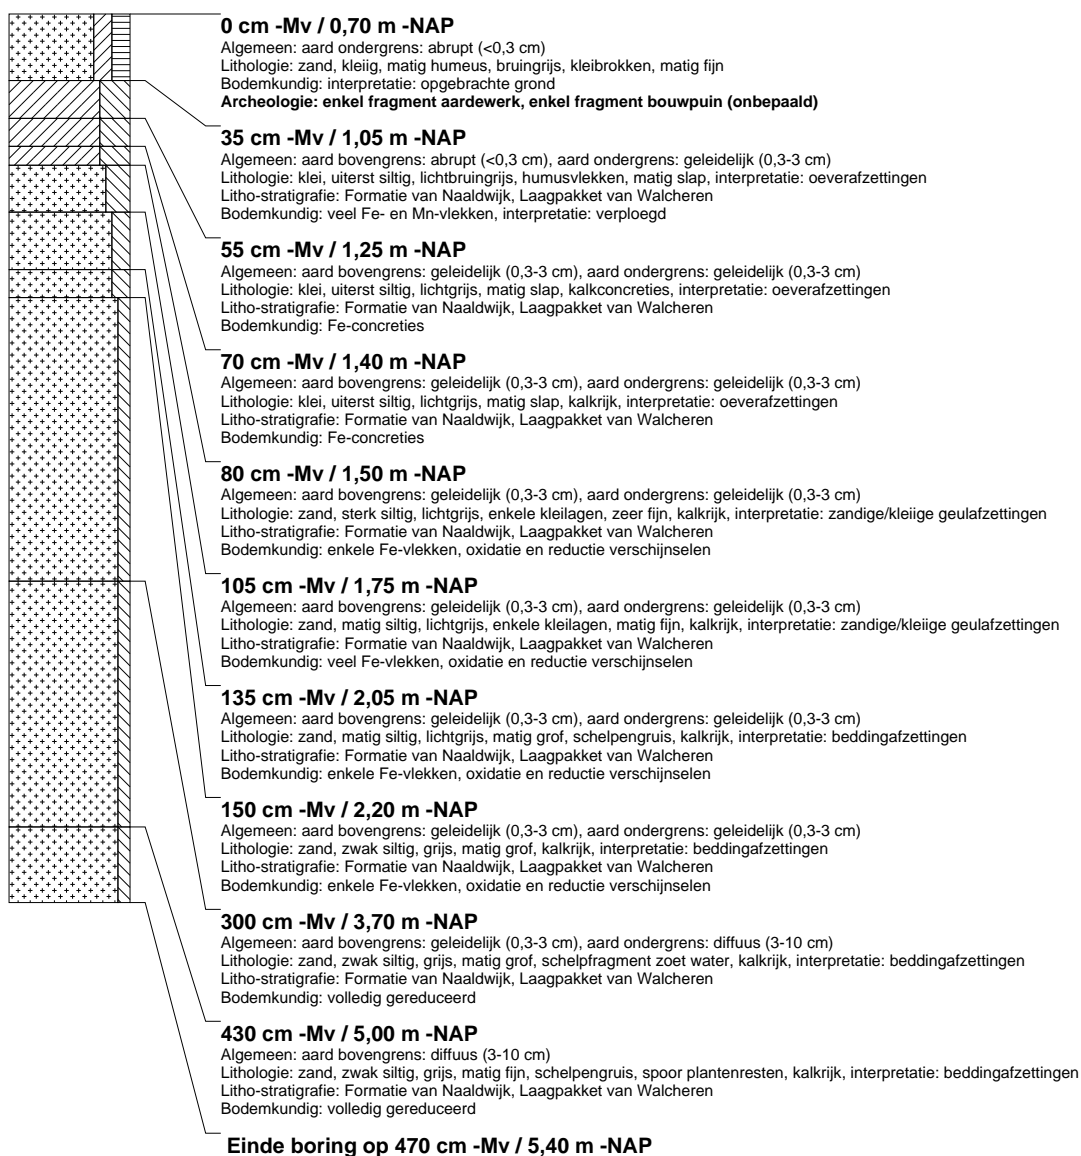 0 cm -Mv / 0,70 m -NAP
Algemeen: aard ondergrens: abrupt (<0,3 cm)
Lithologie: zand, kleiig, matig humeus, bruingrijs, kleibrokken, matig fijn
Bodemkundig: interpretatie: opgebrachte grond
Archeologie: enkel fragment aardewerk, enkel fragment bouwpuin (onbepaald)
35 cm -Mv / 1,05 m -NAP
Algemeen: aard bovengrens: abrupt (<0,3 cm), aard ondergrens: geleidelijk (0,3-3 cm)
Lithologie: klei, uiterst siltig, lichtbruingrijs, humusvlekken, matig slap, interpretatie: oeverafzettingen
Litho-stratigrafie: Formatie van Naaldwijk, Laagpakket van Walcheren
Bodemkundig: veel Fe- en Mn-vlekken, interpretatie: verploegd
55 cm -Mv / 1,25 m -NAP
Algemeen: aard bovengrens: geleidelijk (0,3-3 cm), aard ondergrens: geleidelijk (0,3-3 cm)
Lithologie: klei, uiterst siltig, lichtgrijs, matig slap, kalkconcreties, interpretatie: oeverafzettingen
Litho-stratigrafie: Formatie van Naaldwijk, Laagpakket van Walcheren
Bodemkundig: Fe-concreties
70 cm -Mv / 1,40 m -NAP
Algemeen: aard bovengrens: geleidelijk (0,3-3 cm), aard ondergrens: geleidelijk (0,3-3 cm)
Lithologie: klei, uiterst siltig, lichtgrijs, matig slap, kalkrijk, interpretatie: oeverafzettingen
Litho-stratigrafie: Formatie van Naaldwijk, Laagpakket van Walcheren
Bodemkundig: Fe-concreties
80 cm -Mv / 1,50 m -NAP
Algemeen: aard bovengrens: geleidelijk (0,3-3 cm), aard ondergrens: geleidelijk (0,3-3 cm)
Lithologie: zand, sterk siltig, lichtgrijs, enkele kleilagen, zeer fijn, kalkrijk, interpretatie: zandige/kleiige geulafzettingen
Litho-stratigrafie: Formatie van Naaldwijk, Laagpakket van Walcheren
Bodemkundig: enkele Fe-vlekken, oxidatie en reductie verschijnselen
105 cm -Mv / 1,75 m -NAP
Algemeen: aard bovengrens: geleidelijk (0,3-3 cm), aard ondergrens: geleidelijk (0,3-3 cm)
Lithologie: zand, matig siltig, lichtgrijs, enkele kleilagen, matig fijn, kalkrijk, interpretatie: zandige/kleiige geulafzettingen
Litho-stratigrafie: Formatie van Naaldwijk, Laagpakket van Walcheren
Bodemkundig: veel Fe-vlekken, oxidatie en reductie verschijnselen
135 cm -Mv / 2,05 m -NAP
Algemeen: aard bovengrens: geleidelijk (0,3-3 cm), aard ondergrens: geleidelijk (0,3-3 cm)
Lithologie: zand, matig siltig, lichtgrijs, matig grof, schelpengruis, kalkrijk, interpretatie: beddingafzettingen
Litho-stratigrafie: Formatie van Naaldwijk, Laagpakket van Walcheren
Bodemkundig: enkele Fe-vlekken, oxidatie en reductie verschijnselen
150 cm -Mv / 2,20 m -NAP
Algemeen: aard bovengrens: geleidelijk (0,3-3 cm), aard ondergrens: geleidelijk (0,3-3 cm)
Lithologie: zand, zwak siltig, grijs, matig grof, kalkrijk, interpretatie: beddingafzettingen
Litho-stratigrafie: Formatie van Naaldwijk, Laagpakket van Walcheren
Bodemkundig: enkele Fe-vlekken, oxidatie en reductie verschijnselen
300 cm -Mv / 3,70 m -NAP
Algemeen: aard bovengrens: geleidelijk (0,3-3 cm), aard ondergrens: diffuus (3-10 cm)
Lithologie: zand, zwak siltig, grijs, matig grof, schelpfragment zoet water, kalkrijk, interpretatie: beddingafzettingen
Litho-stratigrafie: Formatie van Naaldwijk, Laagpakket van Walcheren
Bodemkundig: volledig gereduceerd
430 cm -Mv / 5,00 m -NAP
Algemeen: aard bovengrens: diffuus (3-10 cm)
Lithologie: zand, zwak siltig, grijs, matig fijn, schelpengruis, spoor plantenresten, kalkrijk, interpretatie: beddingafzettingen
Litho-stratigrafie: Formatie van Naaldwijk, Laagpakket van Walcheren
Bodemkundig: volledig gereduceerd
Einde boring op 470 cm -Mv / 5,40 m -NAP